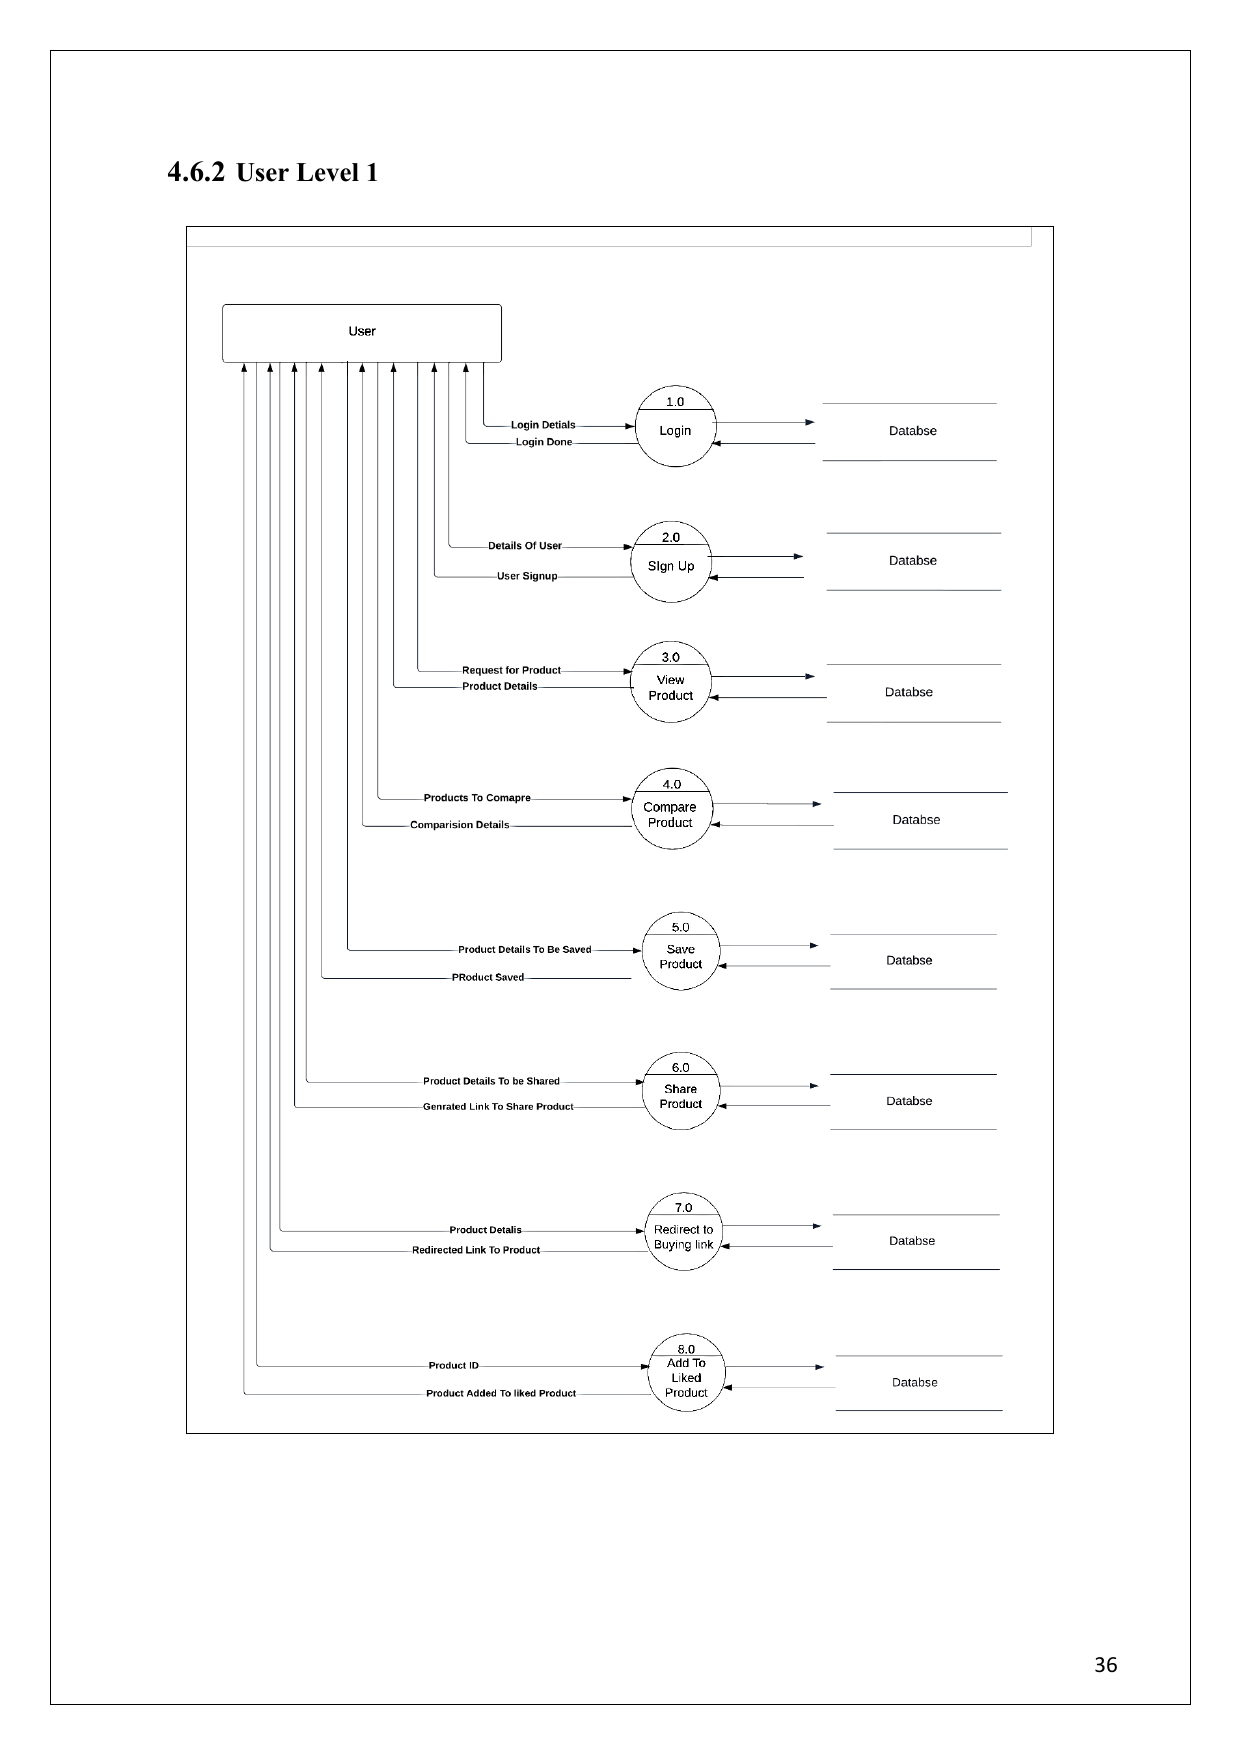 4.6.2 User Level 1
User
1.0
Login Detials
Login
Databse
Login Done
2.0
Details Of User
SIgn Up
Databse
User Signup
3.0
Request for Product
View
Product
Product Details
Databse
4.0
Products To Comapre
Compare
Product
Comparision Details
Databse
5.0
Product Details To Be Saved
Save
Product
PRoduct Saved
Databse
6.0
Product Details To be Shared
Share
Product
Genrated Link To Share Product
Databse
7.0
Product Detalis
Redirect to
Buying link
Redirected Link To Product
Databse
8.0
Product ID
Add To
Liked
Product
Product Added To liked Product
Databse
36